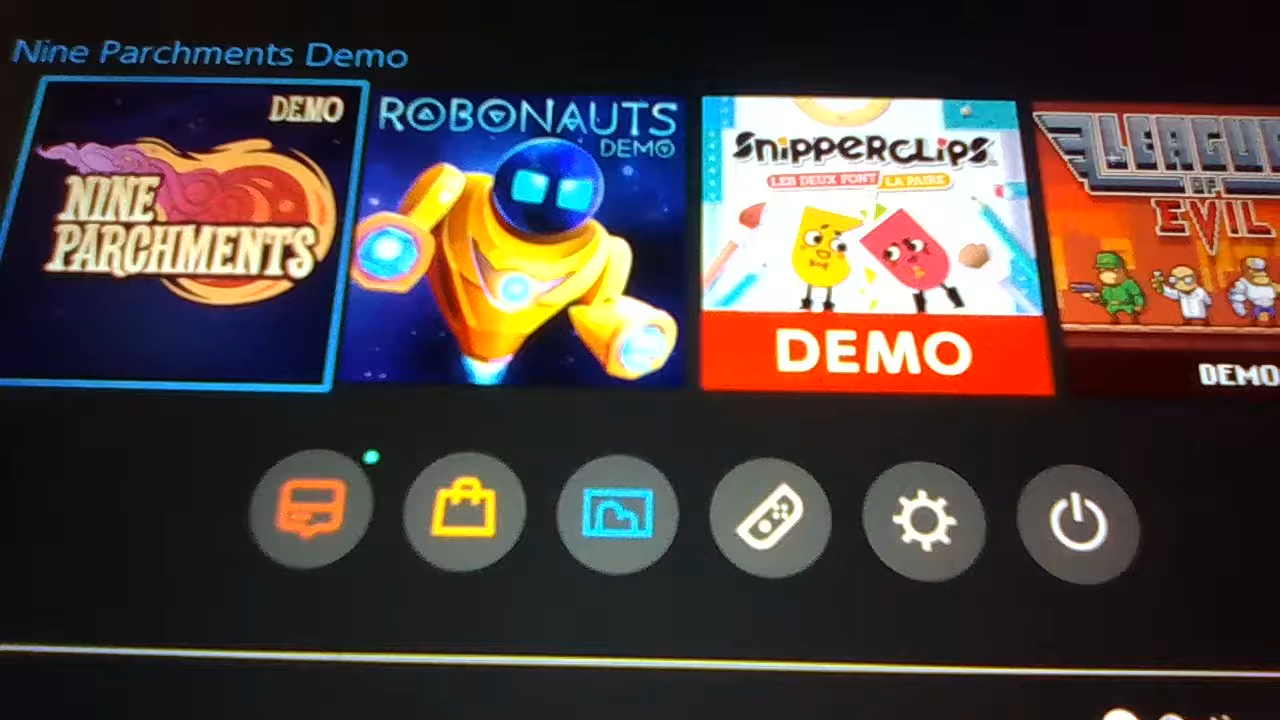 Nine Parchments Demo
DEMO
NINE
PARCHMENTS
ROBONAUTS
DEMO
SNIPPERCLIPS
LES DEUX FONT LA PAIRE
DEMO
LEAGUE
OF
EVIL
DEMO